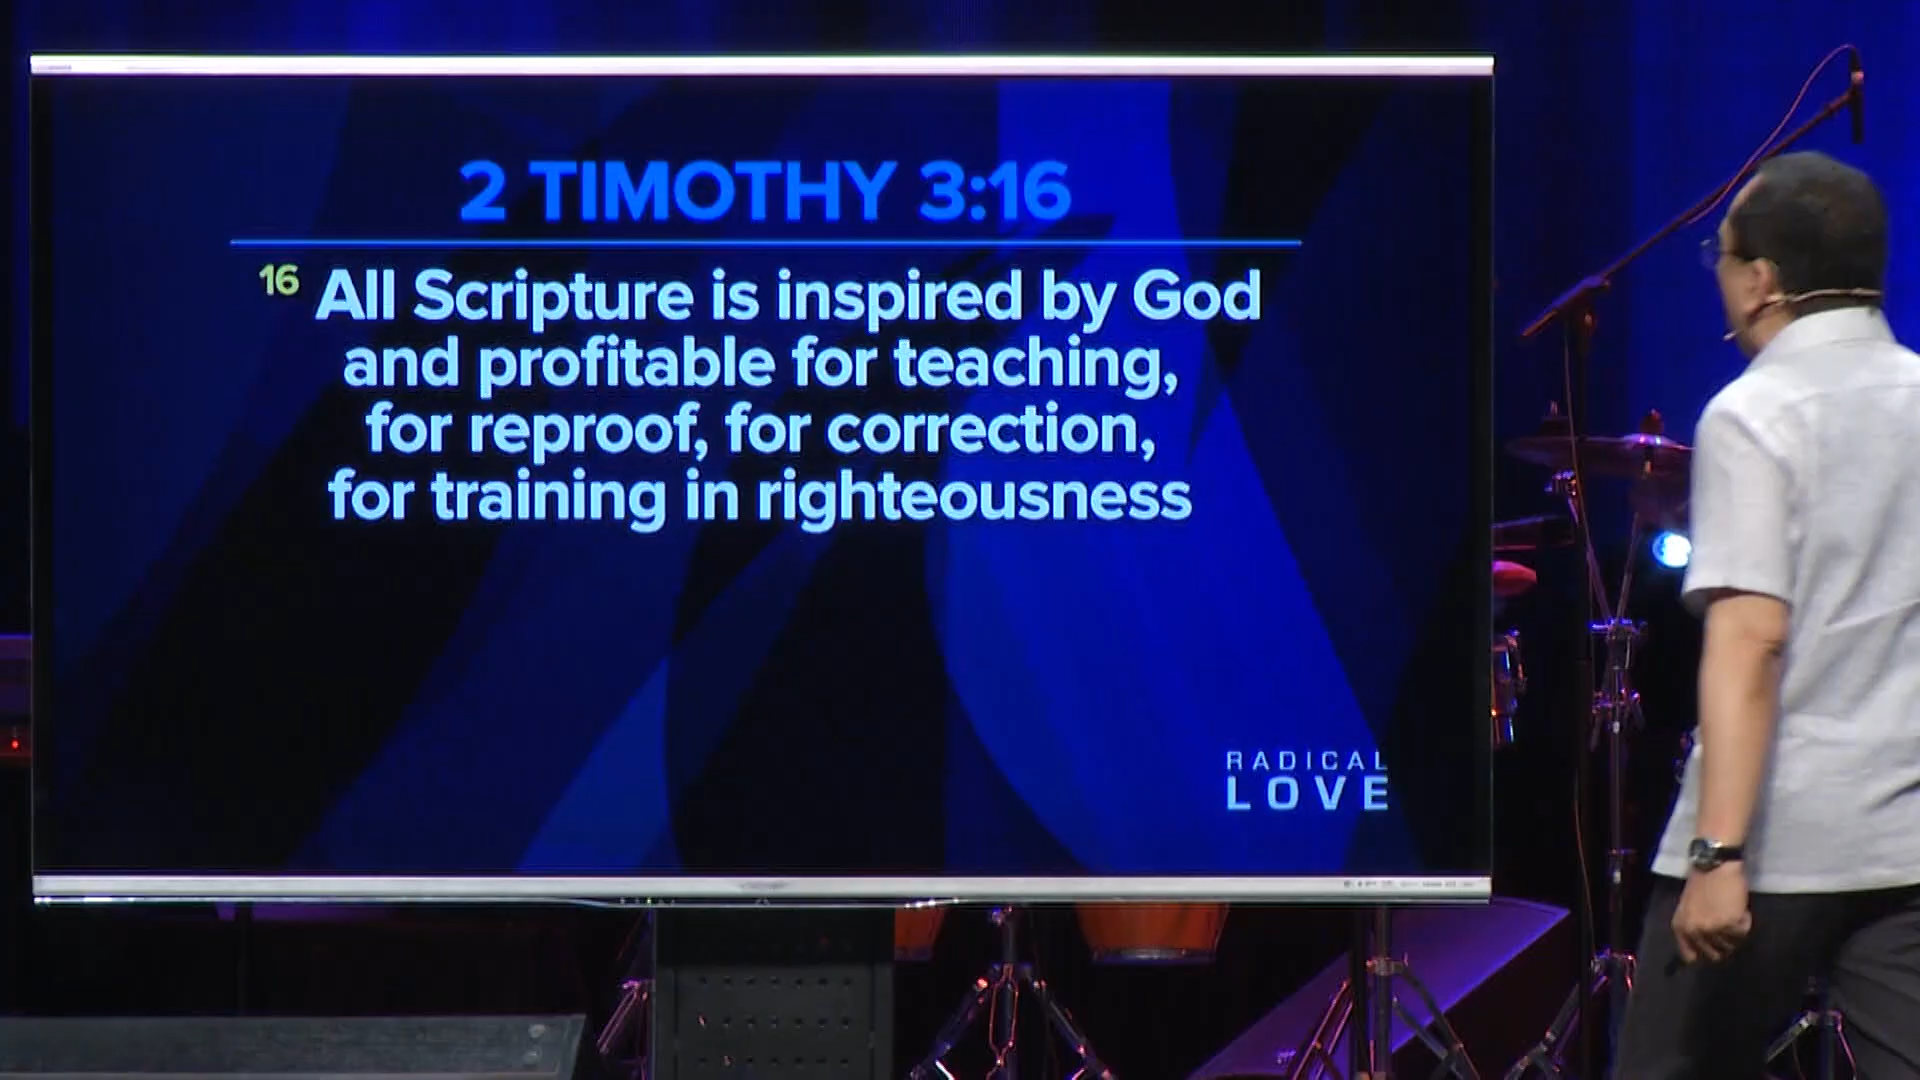 2 TIMOTHY 3:16
16 All Scripture is inspired by God
and profitable for teaching,
for reproof, for correction,
for training in righteousness
RADICAL
LOVE